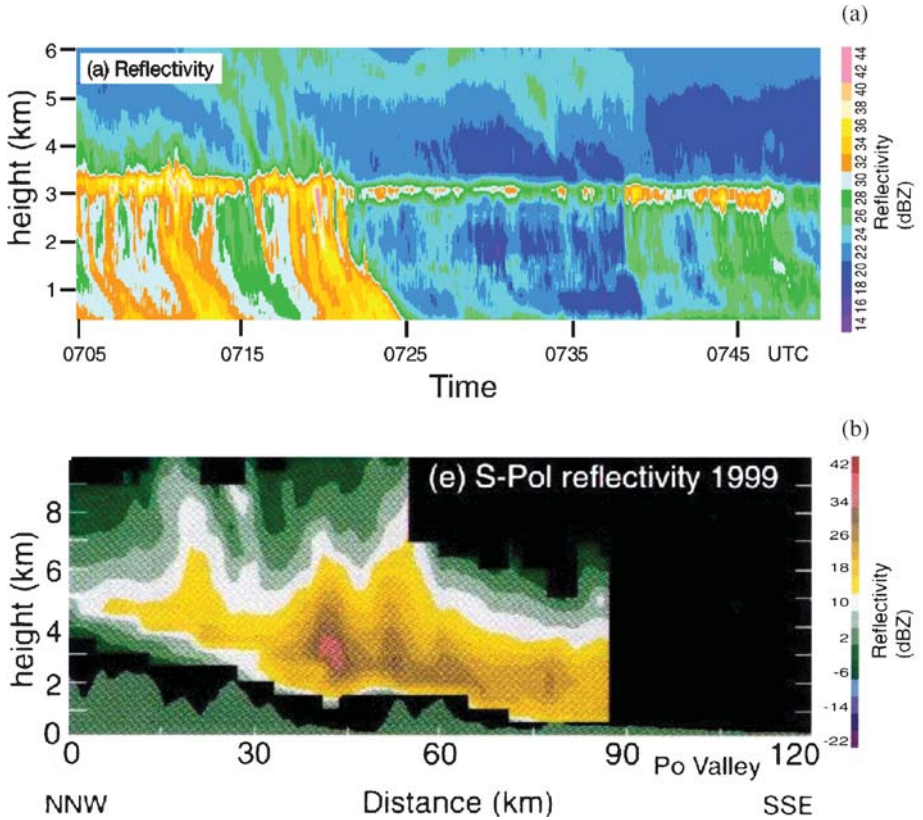 (a)
(a) Reflectivity
6
5
4
3
2
1
height (km)
0705 0715 0725 0735 0745 UTC
Time
44
42
40
38
36
34
32
30
28
26
24
22
20
18
16
14
Reflectivity
(dBZ)
(b)
(e) S-Pol reflectivity 1999
8
6
4
2
0
height (km)
0 30 60 90 Po Valley 120
NNW Distance (km) SSE
42
34
26
18
10
2
-6
-14
-22
Reflectivity
(dBZ)